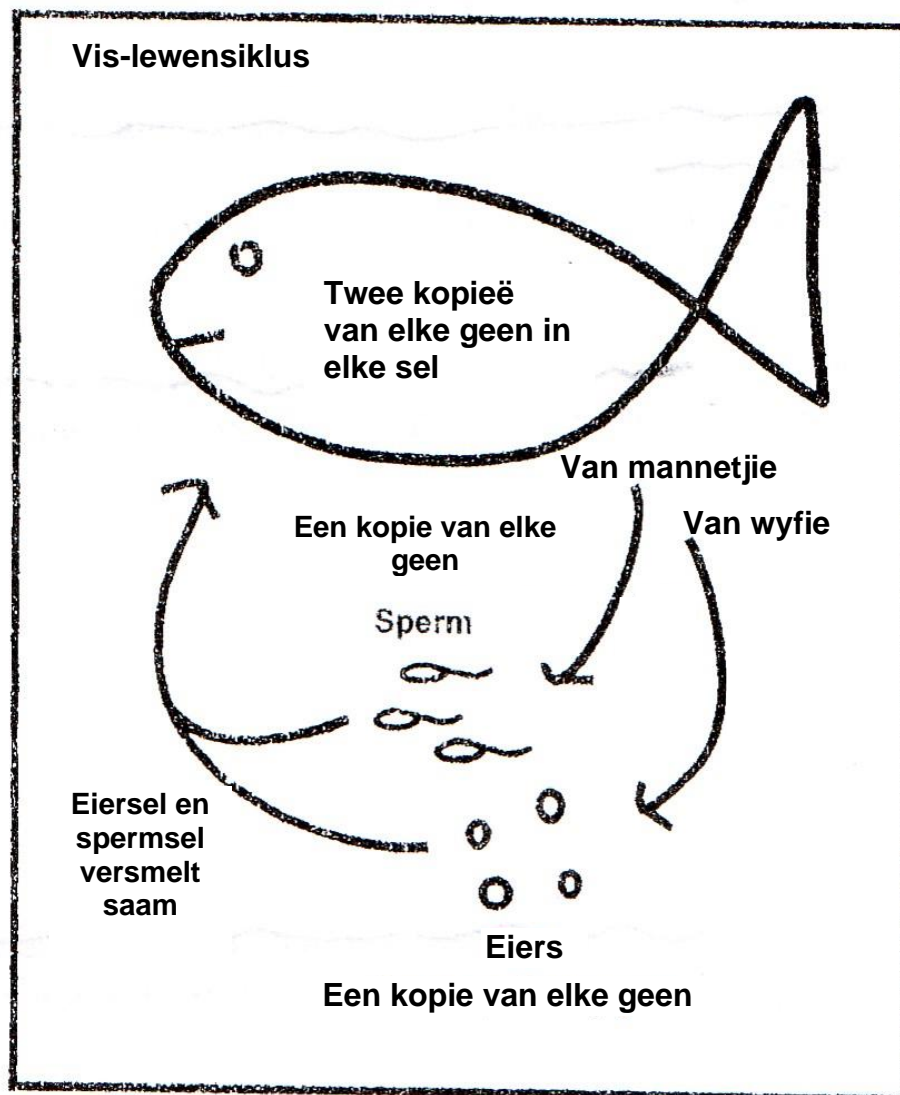 Vis-lewensiklus
Twee kopieë
van elke geen in
elke sel
Van mannetjie
Van wyfie
Een kopie van elke
geen
Sperm
Eiersel en
spermsel
versmelt
saam
Eiers
Een kopie van elke geen